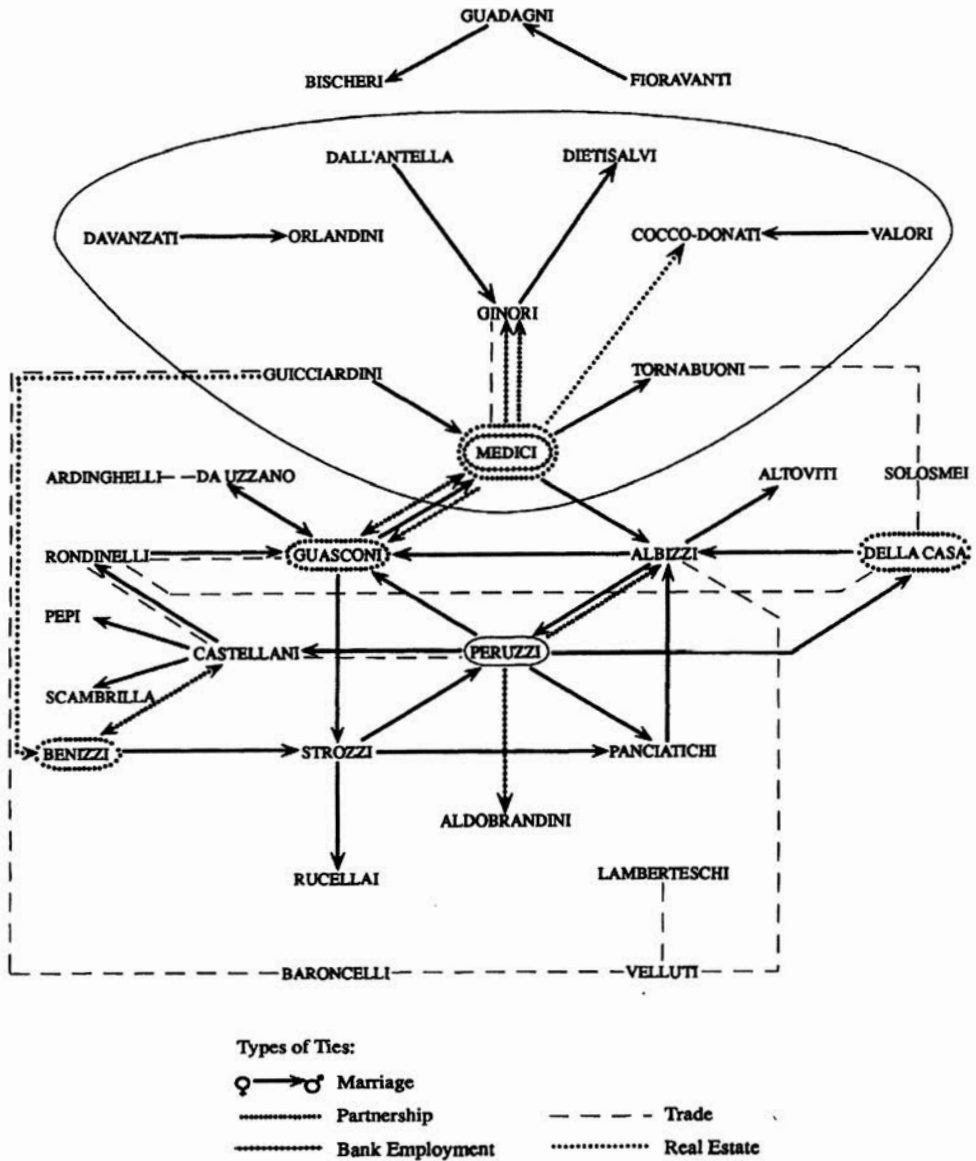 GUADAGNI
BISCHERI FIORAVANTI
DALL'ANTELLA DIETISALVI
DAVANZATI ORLANDINI COCCO-DONATI VALORI
GINORI
GUICCIARDINI TORNABUONI
MEDICI
ARDINGHELLI DA UZZANO ALTOVITI SOLOSMEI
RONDINELLI GUASCONI ALBIZZI DELLA CASA
PEPI
CASTELLANI PERUZZI
SCAMBRILLA
BENIZZI STROZZI PANCIATICHI
ALDOBRANDINI
RUCELLAI LAMBERTESCHI
BARONCELLI VELLUTI
Types of Ties:
♀ ♂ Marriage
Partnership Trade
Bank Employment Real Estate